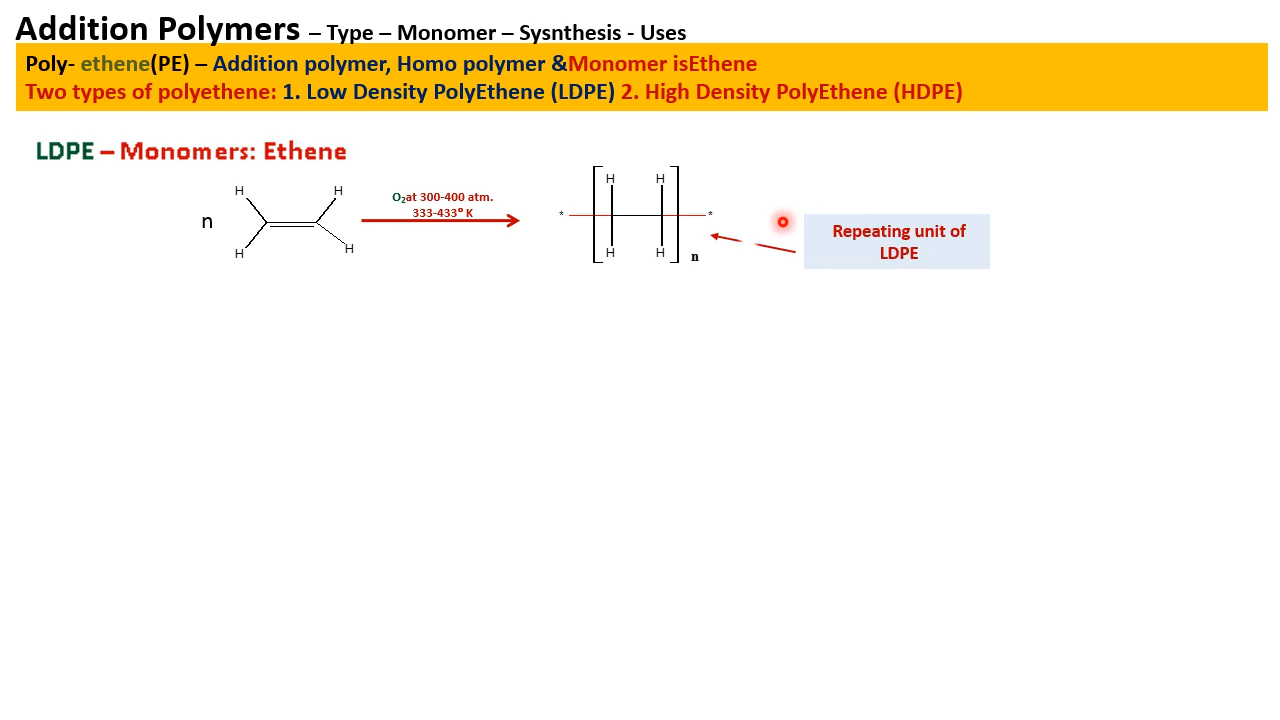 Addition Polymers – Type – Monomer – Sysnthesis - Uses
Poly- ethene(PE) – Addition polymer, Homo polymer &Monomer isEthene
Two types of polyethene: 1. Low Density PolyEthene (LDPE) 2. High Density PolyEthene (HDPE)
LDPE – Monomers: Ethene
H H
n
H H
O₂at 300-400 atm.
333-433° K
H H
* *
H H
n
Repeating unit of
LDPE